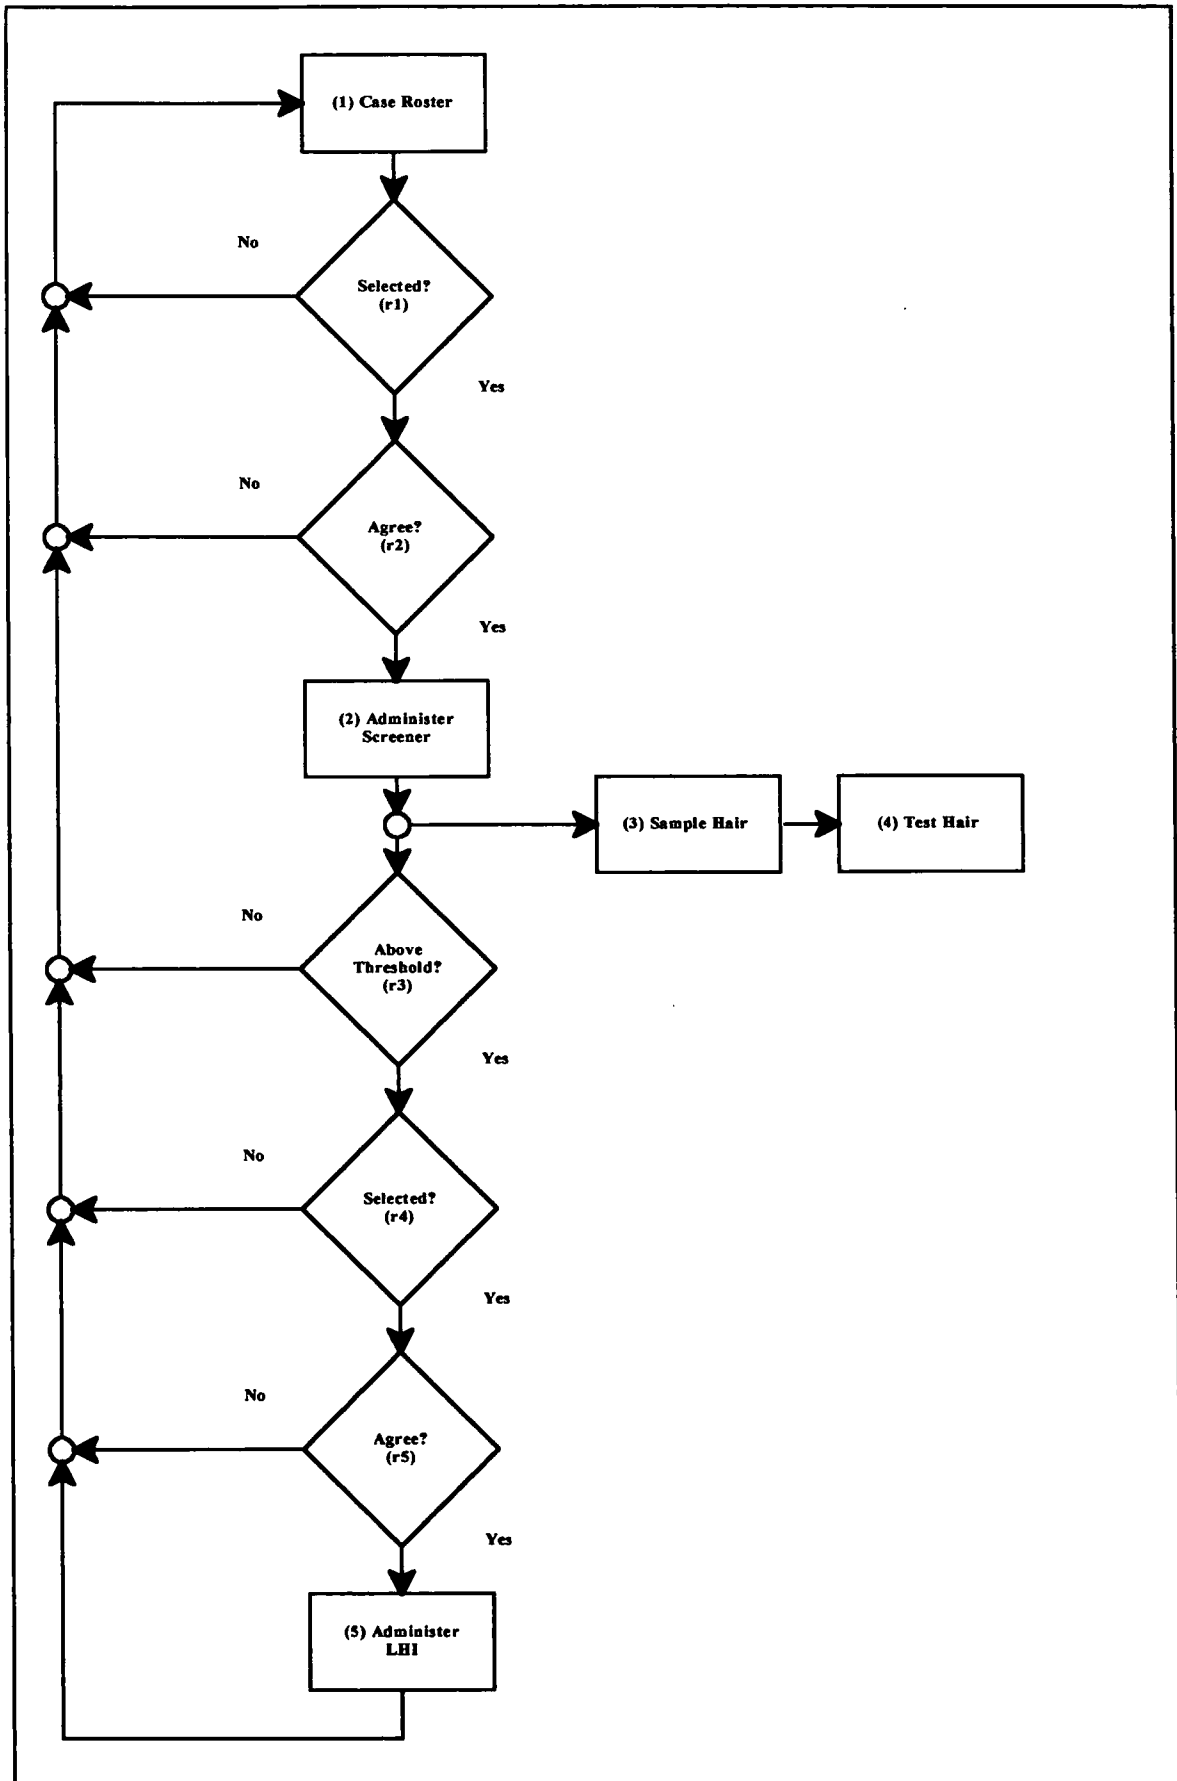 (1) Case Roster
No
Selected?
(r1)
Yes
No
Agree?
(r2)
Yes
(2) Administer
Screener
(3) Sample Hair
(4) Test Hair
No
Above
Threshold?
(r3)
Yes
No
Selected?
(r4)
Yes
No
Agree?
(r5)
Yes
(5) Administer
LHI